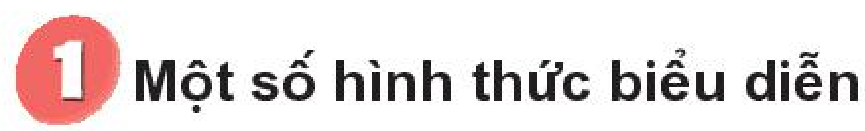 1 Một số hình thức biểu diễn